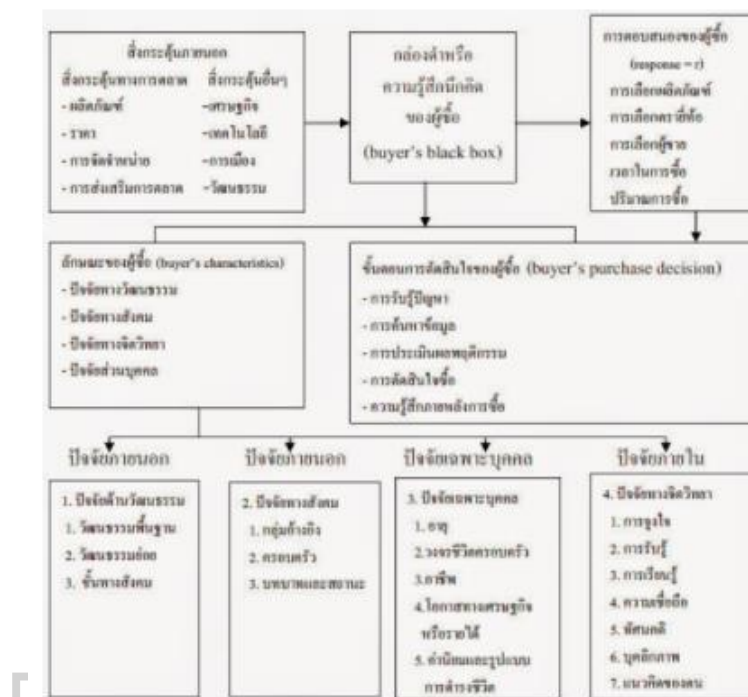 สิ่งกระตุ้นภายนอก
สิ่งกระตุ้นทางการตลาด สิ่งกระตุ้นอื่นๆ
- ผลิตภัณฑ์ -เศรษฐกิจ
- ราคา -เทคโนโลยี
- การจัดจำหน่าย -การเมือง
- การส่งเสริมการตลาด -วัฒนธรรม
กล่องดำหรือ
ความรู้สึกนึกคิด
ของผู้ซื้อ
(buyer's black box)
การตอบสนองของผู้ซื้อ
(response = r)
การเลือกผลิตภัณฑ์
การเลือกตรายี่ห้อ
การเลือกผู้ขาย
เวลาในการซื้อ
ปริมาณการซื้อ
ลักษณะของผู้ซื้อ (buyer's characteristics)
- ปัจจัยทางวัฒนธรรม
- ปัจจัยทางสังคม
- ปัจจัยทางจิตวิทยา
- ปัจจัยส่วนบุคคล
ขั้นตอนการตัดสินใจของผู้ซื้อ (buyer's purchase decision)
- การรับรู้ปัญหา
- การค้นหาข้อมูล
- การประเมินผลพฤติกรรม
- การตัดสินใจซื้อ
- ความรู้สึกภายหลังการซื้อ
ปัจจัยภายนอก
1. ปัจจัยด้านวัฒนธรรม
1. วัฒนธรรมพื้นฐาน
2. วัฒนธรรมย่อย
3. ชั้นทางสังคม
ปัจจัยภายนอก
2. ปัจจัยทางสังคม
1. กลุ่มอ้างอิง
2. ครอบครัว
3. บทบาทและสถานะ
ปัจจัยเฉพาะบุคคล
3. ปัจจัยเฉพาะบุคคล
1. อายุ
2.วงจรชีวิตครอบครัว
3.อาชีพ
4.โอกาสทางเศรษฐกิจ
หรือรายได้
5. ค่านิยมและรูปแบบ
การดำรงชีวิต
ปัจจัยภายใน
4. ปัจจัยทางจิตวิทยา
1. การจูงใจ
2. การรับรู้
3. การเรียนรู้
4. ความเชื่อถือ
5. ทัศนคติ
6. บุคลิกภาพ
7. แนวคิดของตน